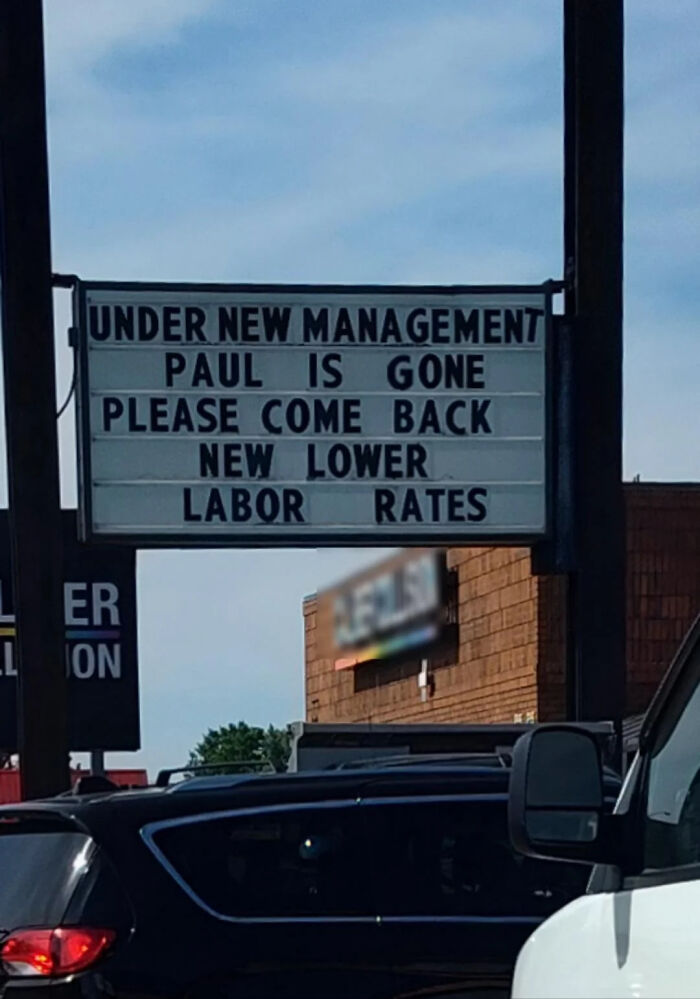 UNDER NEW MANAGEMENT
PAUL IS GONE
PLEASE COME BACK
NEW LOWER
LABOR RATES